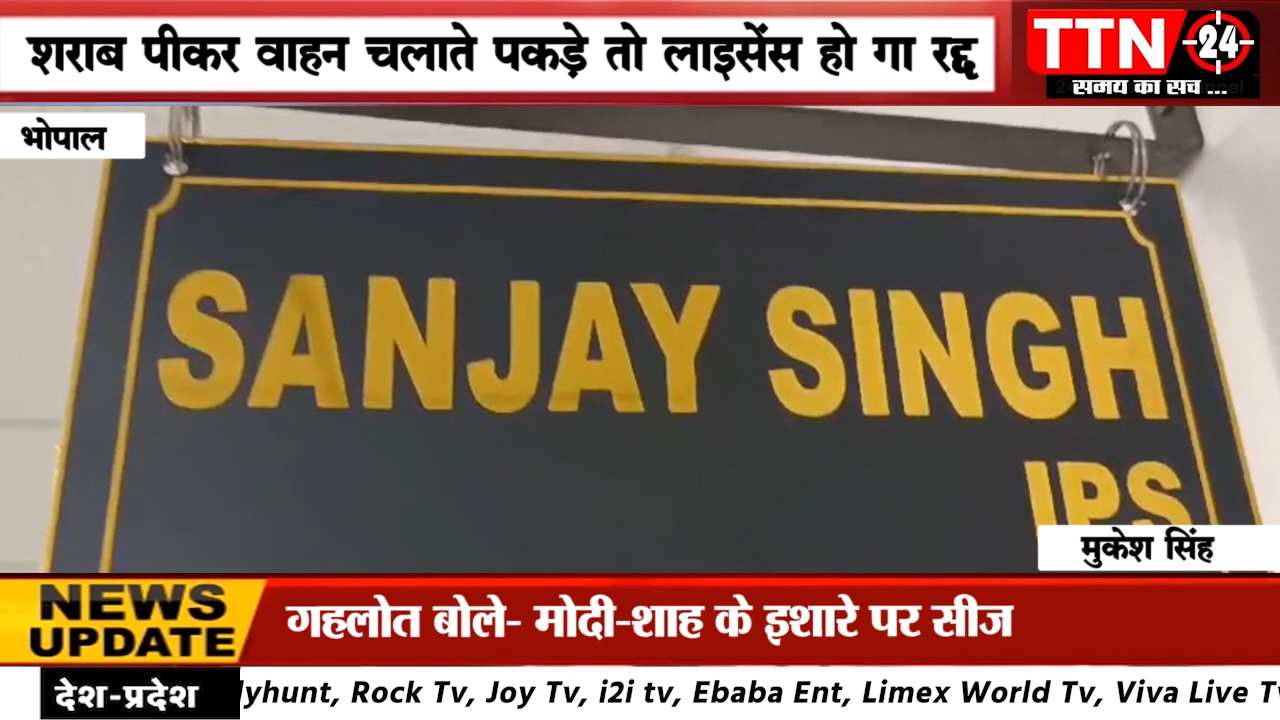 शराब पीकर वाहन चलाते पकड़े तो लाइसेंस हो गा रद्द
TTN 24
समय का सच ...
भोपाल
SANJAY SINGH
IPS
मुकेश सिंह
NEWS UPDATE
गहलोत बोले- मोदी-शाह के इशारे पर सीज
देश-प्रदेश
lyhunt, Rock Tv, Joy Tv, i2i tv, Ebaba Ent, Limex World Tv, Viva Live Tv